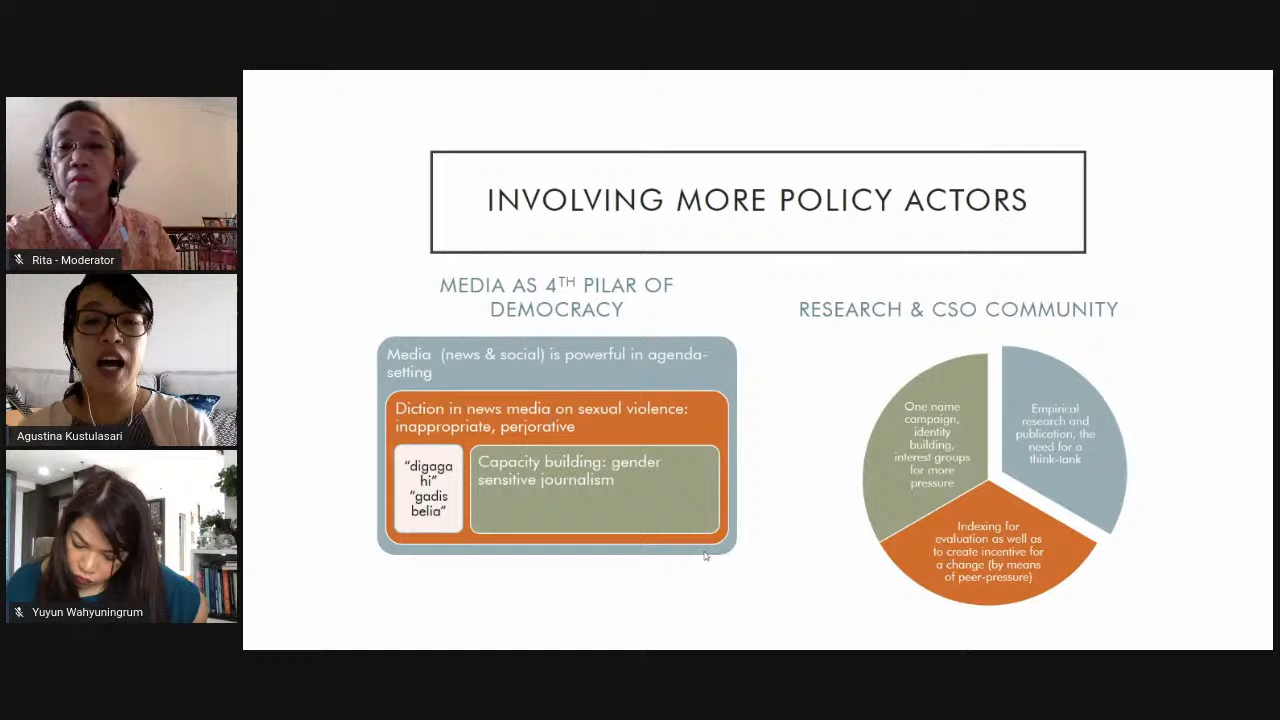 Rita - Moderator
Agustina Kustulasari
Yuyun Wahyuningrum
INVOLVING MORE POLICY ACTORS
MEDIA AS 4TH PILAR OF
DEMOCRACY
Media (news & social) is powerful in agenda-
setting
Diction in news media on sexual violence:
inappropriate, perjorative
“digaga
hi”
“gadis
belia”
Capacity building: gender
sensitive journalism
RESEARCH & CSO COMMUNITY
One name
campaign,
identity
building,
interest groups
for more
pressure
Empirical
research and
publication, the
need for a
think-tank
Indexing for
evaluation as well as
to create incentive for
a change (by means
of peer-pressure)